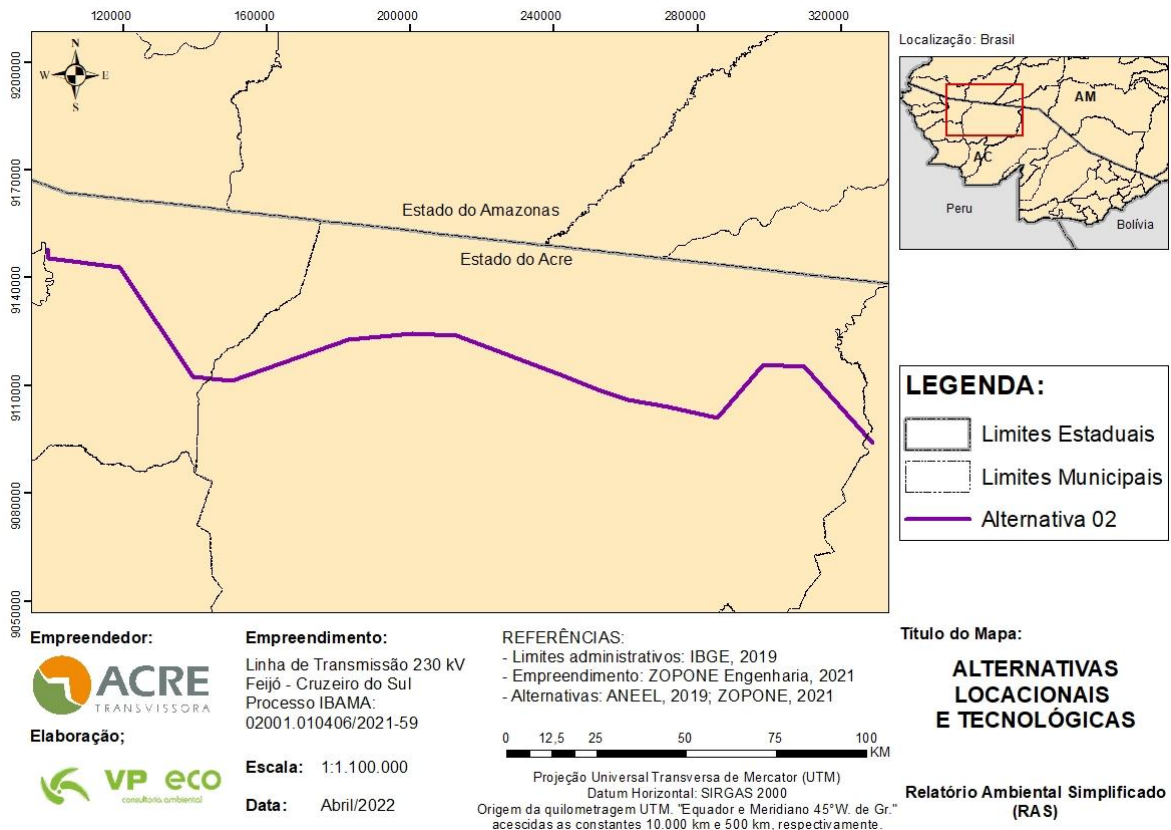 120000 160000 200000 240000 280000 320000
9200000
9170000
9140000
9110000
9080000
9050000
N
W E
S
Estado do Amazonas
Estado do Acre
Localização: Brasil
AM
AC
Peru
Bolívia
LEGENDA:
Limites Estaduais
Limites Municipais
Alternativa 02
Empreendedor:
ACRE
TRANSVISSORA
Elaboração;
VP eco
consultoria ambiental
Empreendimento:
Linha de Transmissão 230 kV
Feijó - Cruzeiro do Sul
Processo IBAMA:
02001.010406/2021-59
Escala: 1:1.100.000
Data: Abril/2022
REFERÊNCIAS:
- Limites administrativos: IBGE, 2019
- Empreendimento: ZOPONE Engenharia, 2021
- Alternativas: ANEEL, 2019; ZOPONE, 2021
0 12,5 25 50 75 100
KM
Projeção Universal Transversa de Mercator (UTM)
Datum Horizontal: SIRGAS 2000
Origem da quilometragem UTM. "Equador e Meridiano 45°W. de Gr."
acescidas as constantes 10.000 km e 500 km, respectivamente.
Título do Mapa:
ALTERNATIVAS
LOCACIONAIS
E TECNOLÓGICAS
Relatório Ambiental Simplificado
(RAS)